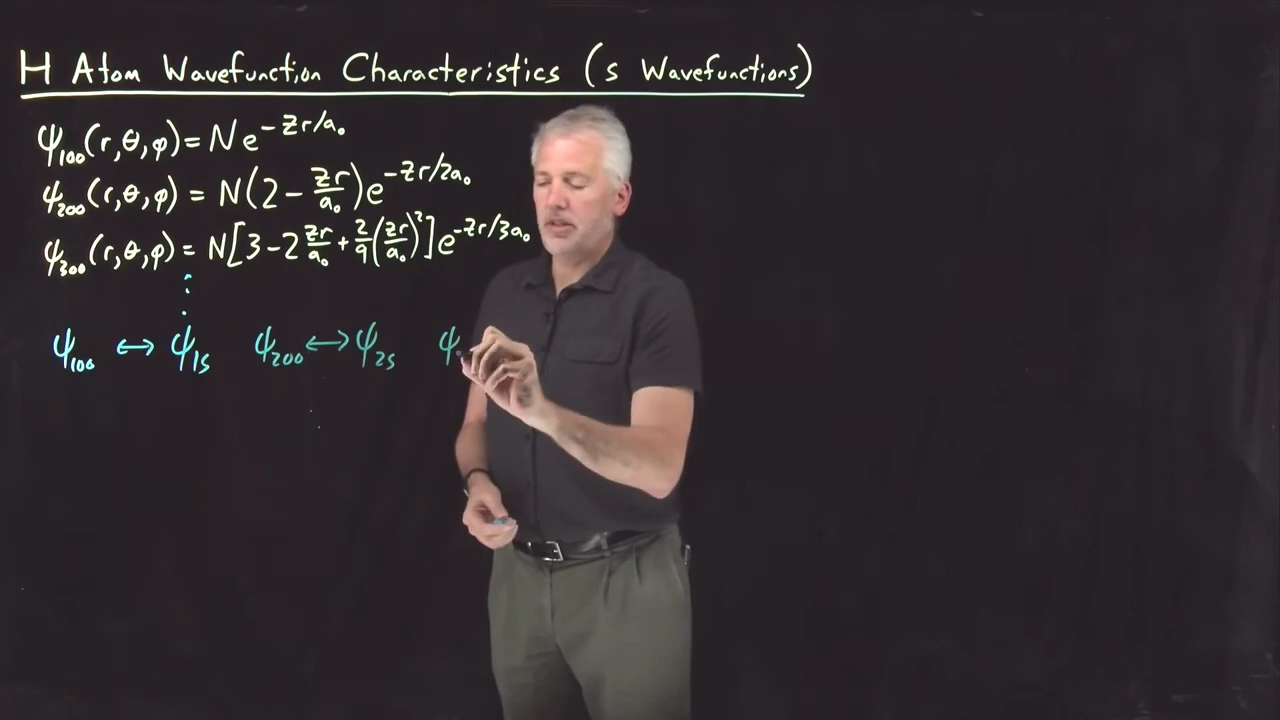 H Atom Wavefunction Characteristics (s Wavefunctions)
ψ₁₀₀(r,θ,φ) = N e^(-Zr/a₀)
ψ₂₀₀(r,θ,φ) = N(2 - Zr/a₀)e^(-Zr/2a₀)
ψ₃₀₀(r,θ,φ) = N[3 - 2 Zr/a₀ + 2/9 (Zr/a₀)²]e^(-Zr/3a₀)
⋮
ψ₁₀₀ ↔ ψ₁s ψ₂₀₀ ↔ ψ₂s ψ